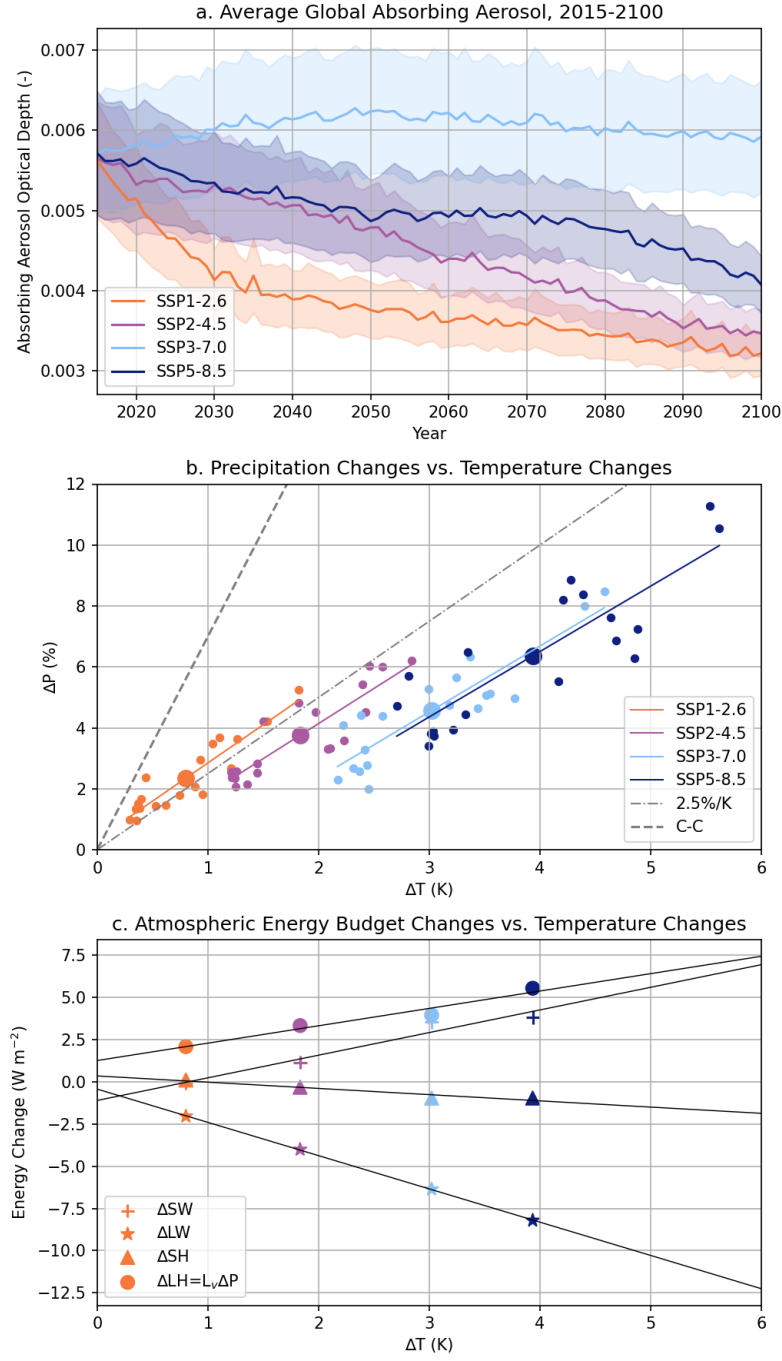 a. Average Global Absorbing Aerosol, 2015-2100
Absorbing Aerosol Optical Depth (-)
0.007
0.006
0.005
0.004
0.003
SSP1-2.6
SSP2-4.5
SSP3-7.0
SSP5-8.5
2020 2030 2040 2050 2060 2070 2080 2090 2100
Year
b. Precipitation Changes vs. Temperature Changes
ΔP (%)
12
10
8
6
4
2
0
SSP1-2.6
SSP2-4.5
SSP3-7.0
SSP5-8.5
2.5%/K
C-C
0 1 2 3 4 5 6
ΔT (K)
c. Atmospheric Energy Budget Changes vs. Temperature Changes
Energy Change (W m⁻²)
7.5
5.0
2.5
0.0
−2.5
−5.0
−7.5
−10.0
−12.5
ΔSW
ΔLW
ΔSH
ΔLH=LᵥΔP
0 1 2 3 4 5 6
ΔT (K)